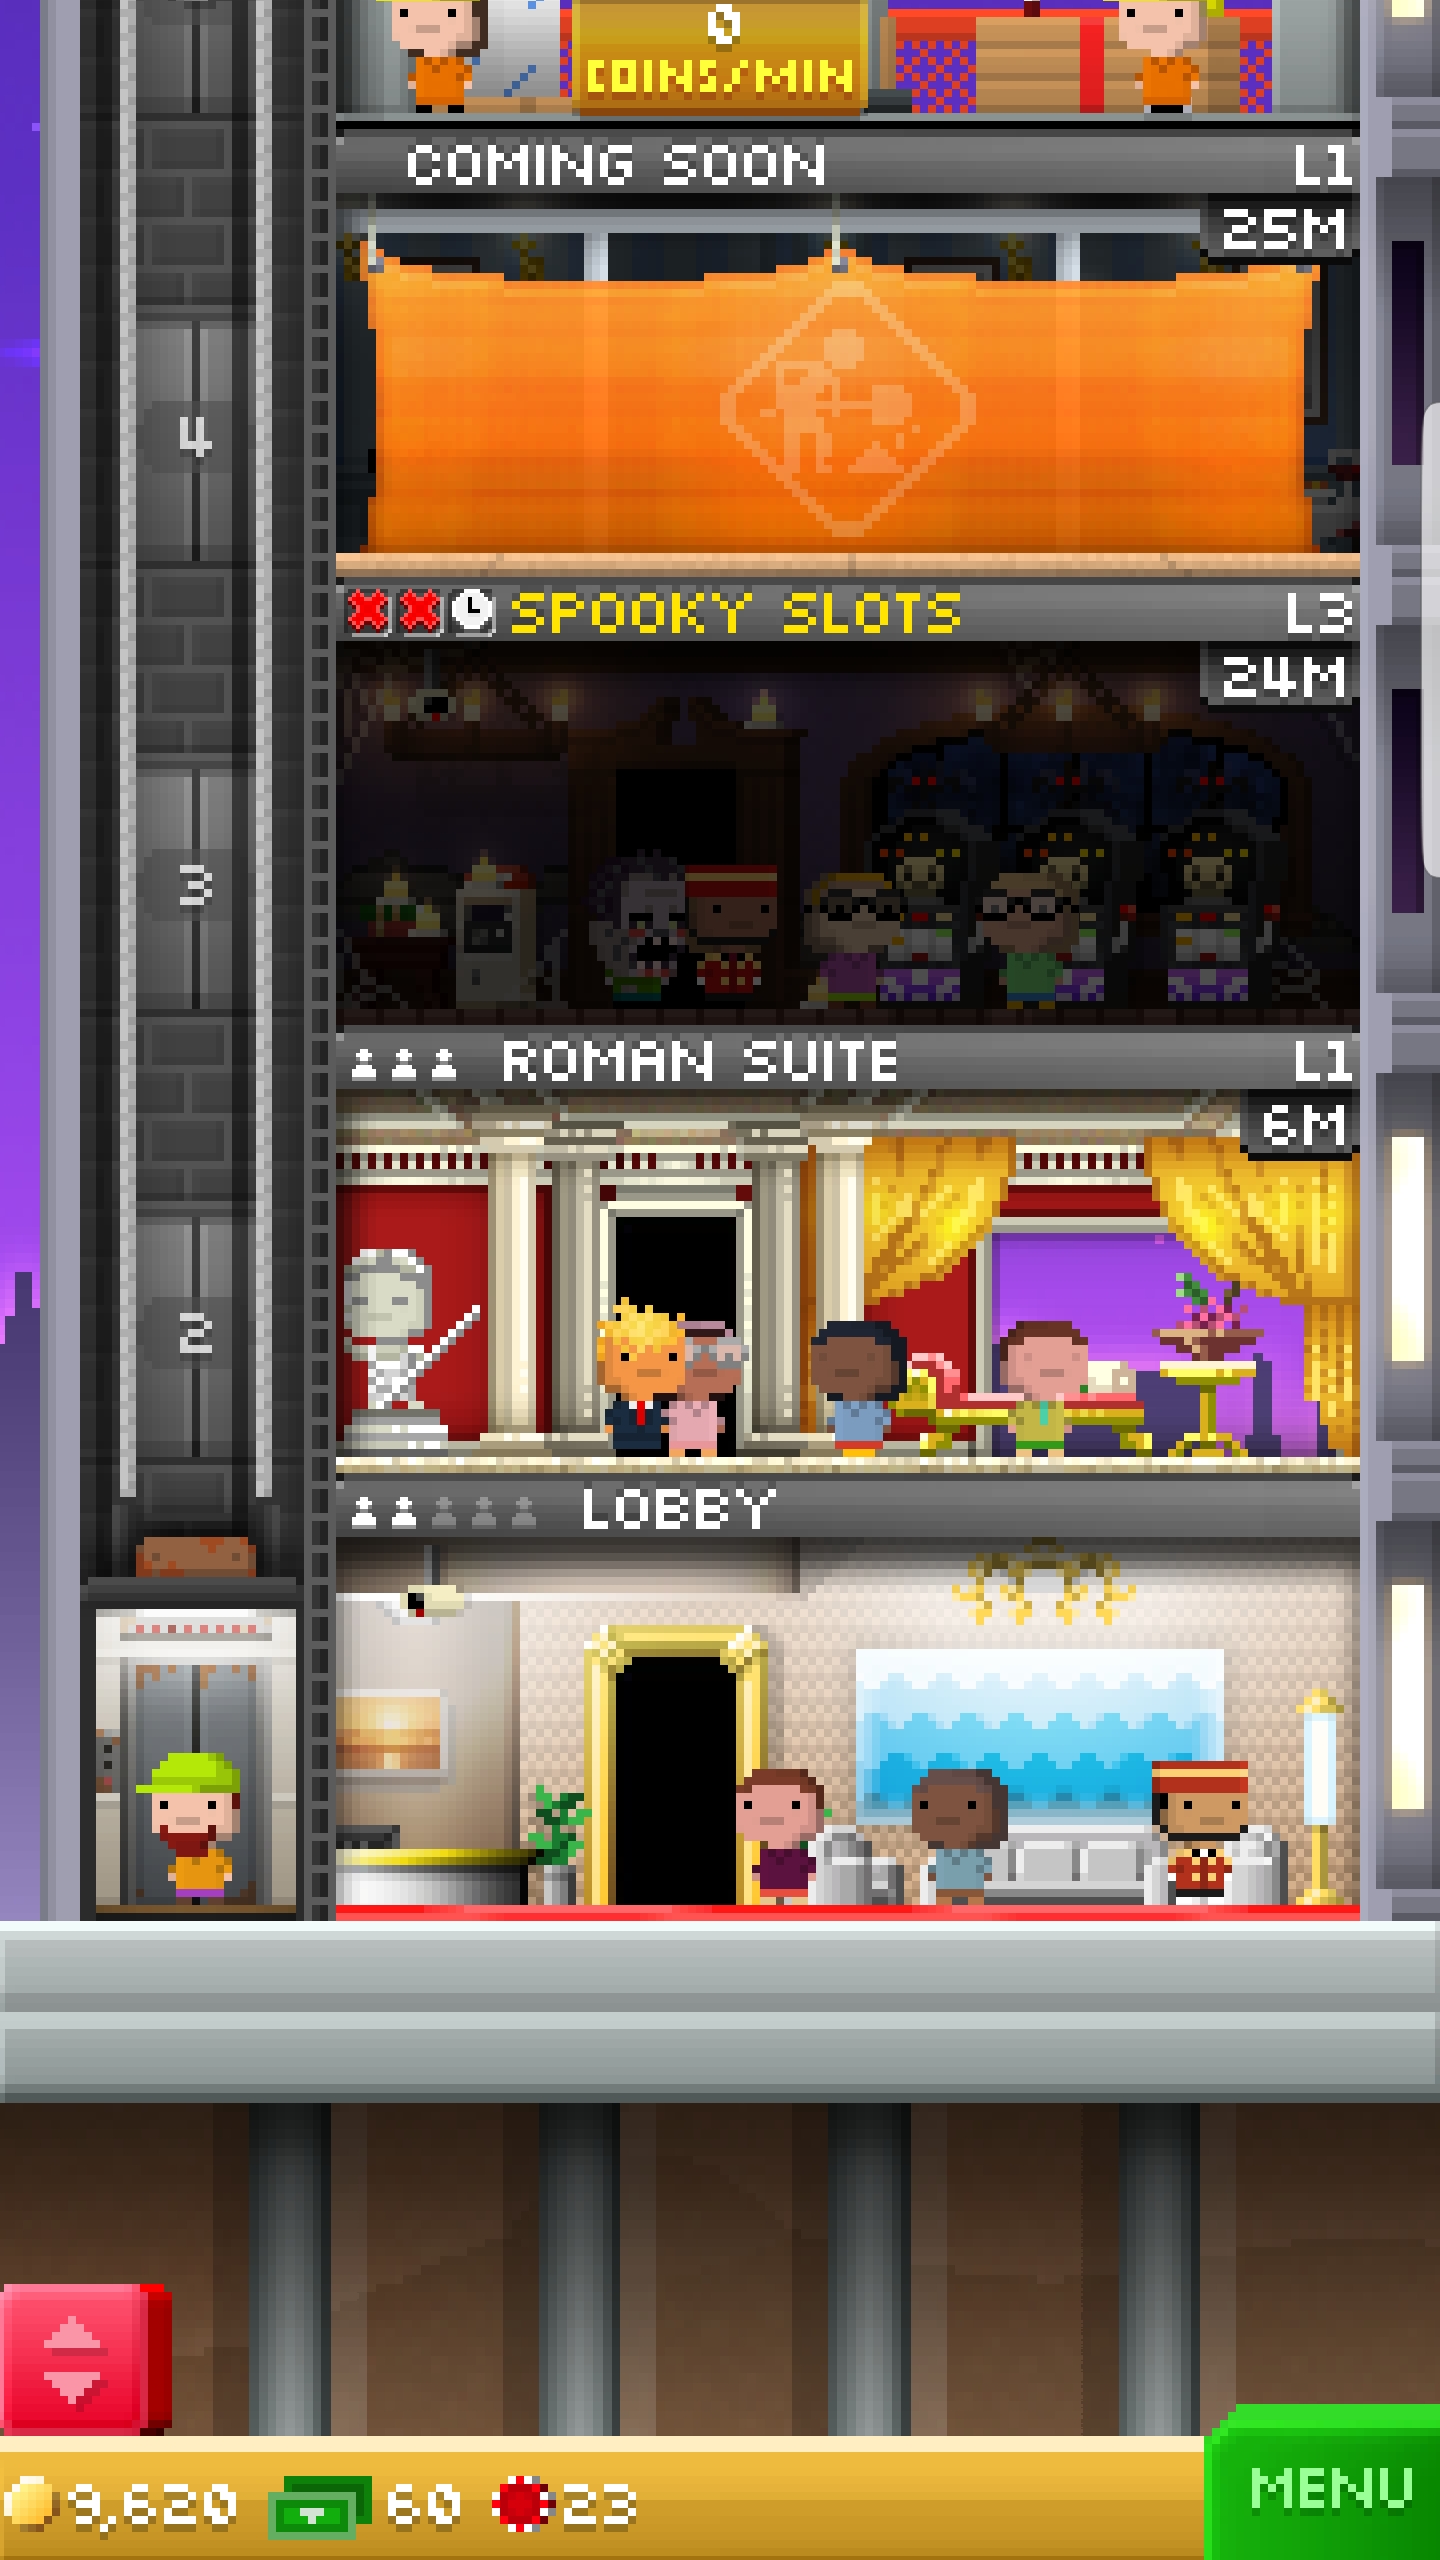 0
COINS/MIN
COMING SOON L1
25M
4
SPOOKY SLOTS L3
24M
3
ROMAN SUITE L1
6M
2
LOBBY
9,620 60 23
MENU